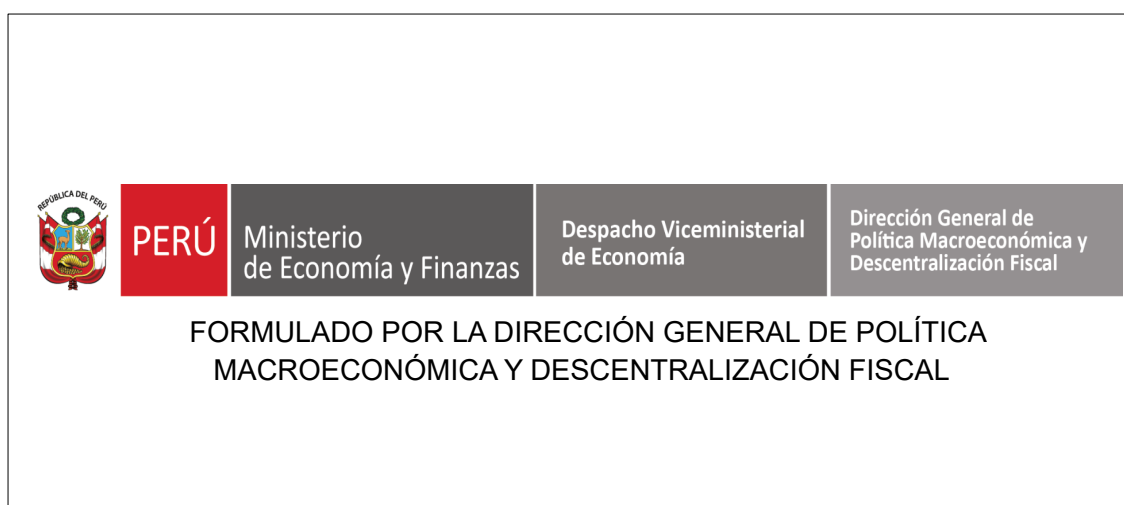 REPÚBLICA DEL PERÚ
PERÚ
Ministerio
de Economía y Finanzas
Despacho Viceministerial
de Economía
Dirección General de
Política Macroeconómica y
Descentralización Fiscal
FORMULADO POR LA DIRECCIÓN GENERAL DE POLÍTICA
MACROECONÓMICA Y DESCENTRALIZACIÓN FISCAL